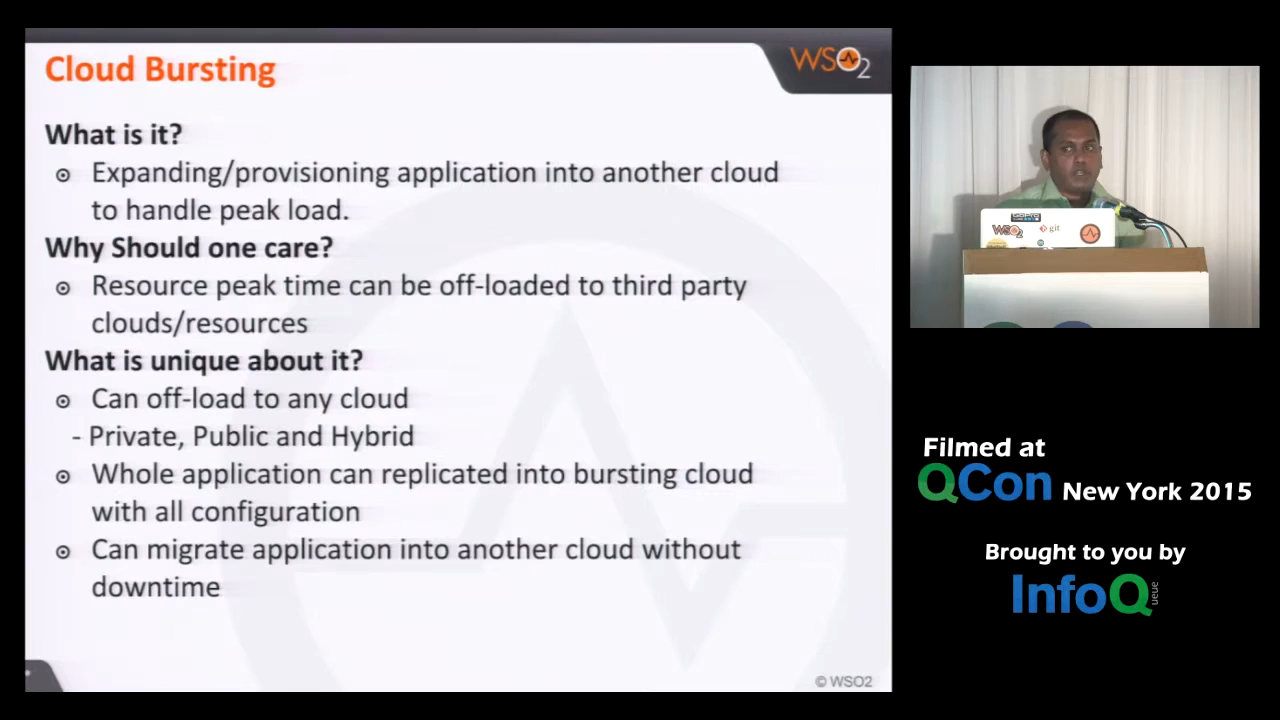 Cloud Bursting
WSO2
What is it?
Expanding/provisioning application into another cloud
to handle peak load.
Why Should one care?
Resource peak time can be off-loaded to third party
clouds/resources
What is unique about it?
Can off-load to any cloud
- Private, Public and Hybrid
Whole application can replicated into bursting cloud
with all configuration
Can migrate application into another cloud without
downtime
© WSO2
GoPro
WSO2
git
Filmed at
QCon New York 2015
Brought to you by
InfoQ
ueue